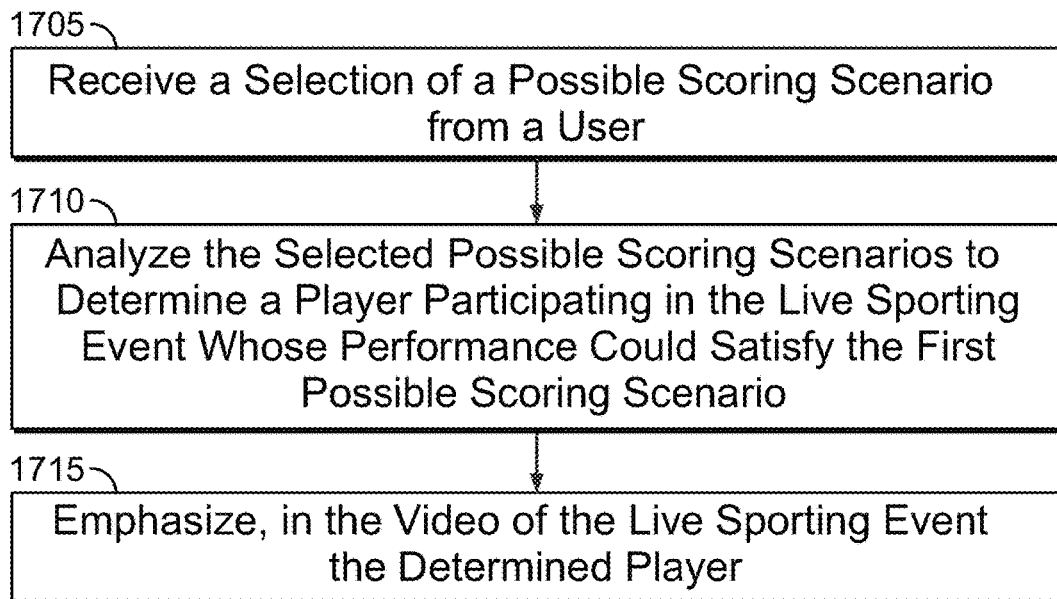 1705
Receive a Selection of a Possible Scoring Scenario
from a User
1710
Analyze the Selected Possible Scoring Scenarios to
Determine a Player Participating in the Live Sporting
Event Whose Performance Could Satisfy the First
Possible Scoring Scenario
1715
Emphasize, in the Video of the Live Sporting Event
the Determined Player